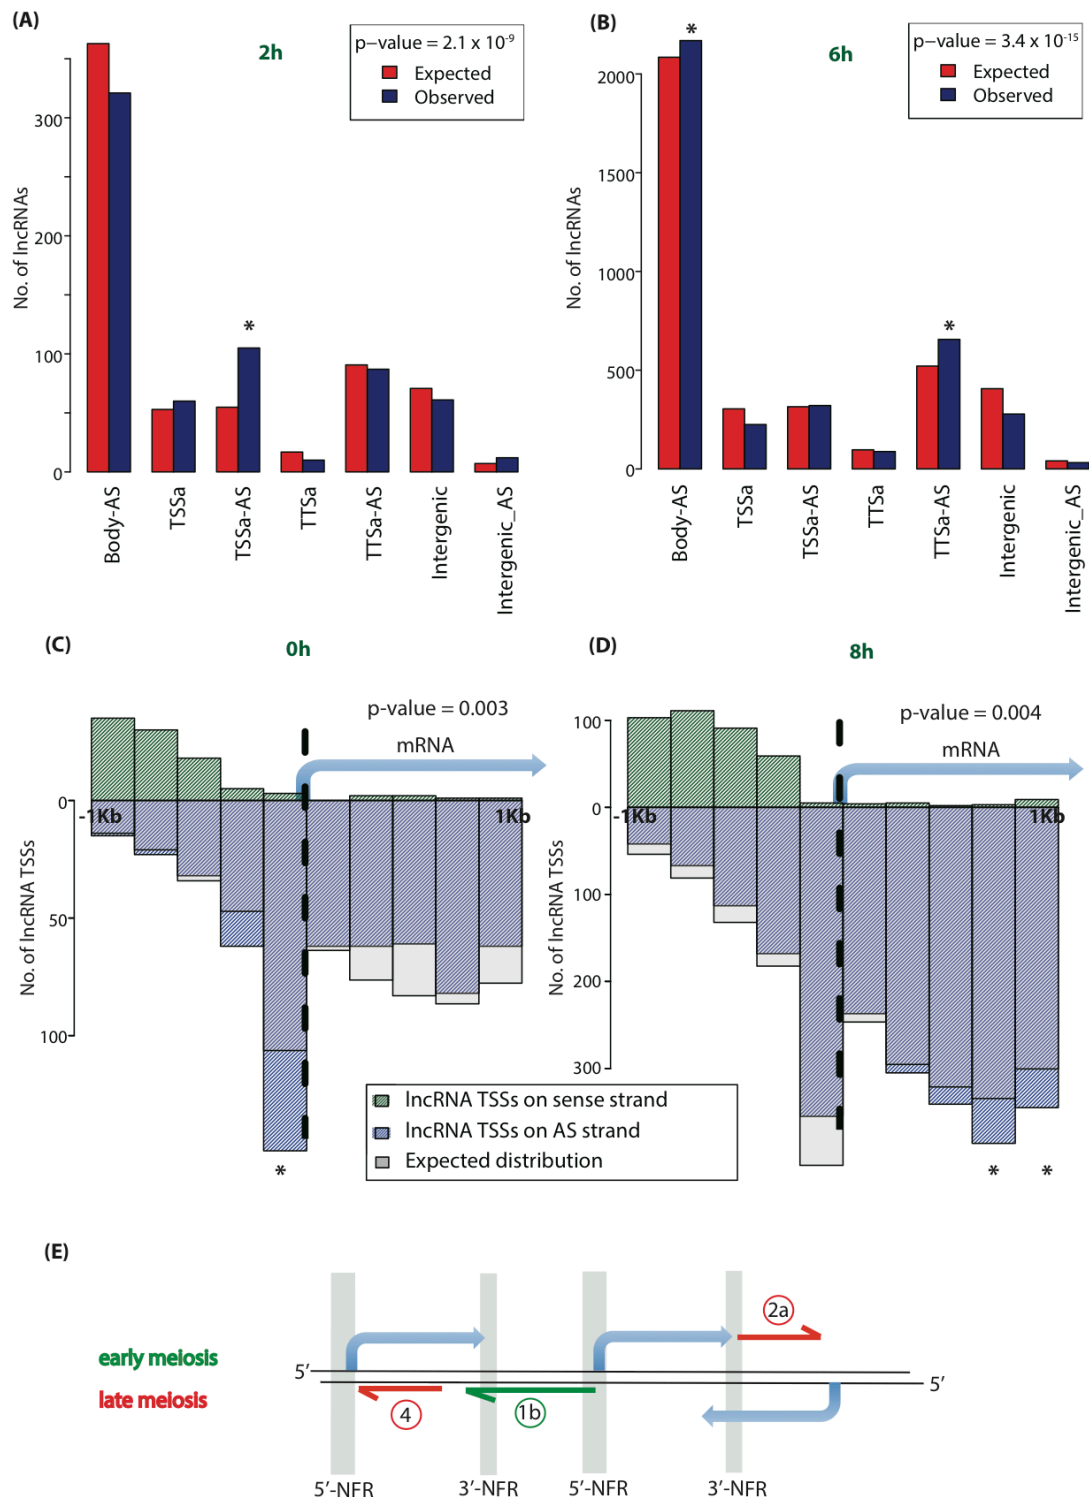 (A)
2h
p−value = 2.1 x 10-9
Expected
Observed
No. of lncRNAs
300
200
100
0
*
Body-AS
TSSa
TSSa-AS
TTSa
TTSa-AS
Intergenic
Intergenic_AS
(B)
6h
p−value = 3.4 x 10-15
Expected
Observed
No. of lncRNAs
2000
1500
1000
500
0
*
*
Body-AS
TSSa
TSSa-AS
TTSa
TTSa-AS
Intergenic
Intergenic_AS
(C)
0h
p-value = 0.003
mRNA
0
-1Kb
1Kb
50
100
No. of lncRNA TSSs
*
(D)
8h
p-value = 0.004
mRNA
100
0
-1Kb
1Kb
100
200
300
No. of lncRNA TSSs
*
*
lncRNA TSSs on sense strand
lncRNA TSSs on AS strand
Expected distribution
(E)
early meiosis
late meiosis
5’
5’
2a
4
1b
5’-NFR
3’-NFR
5’-NFR
3’-NFR